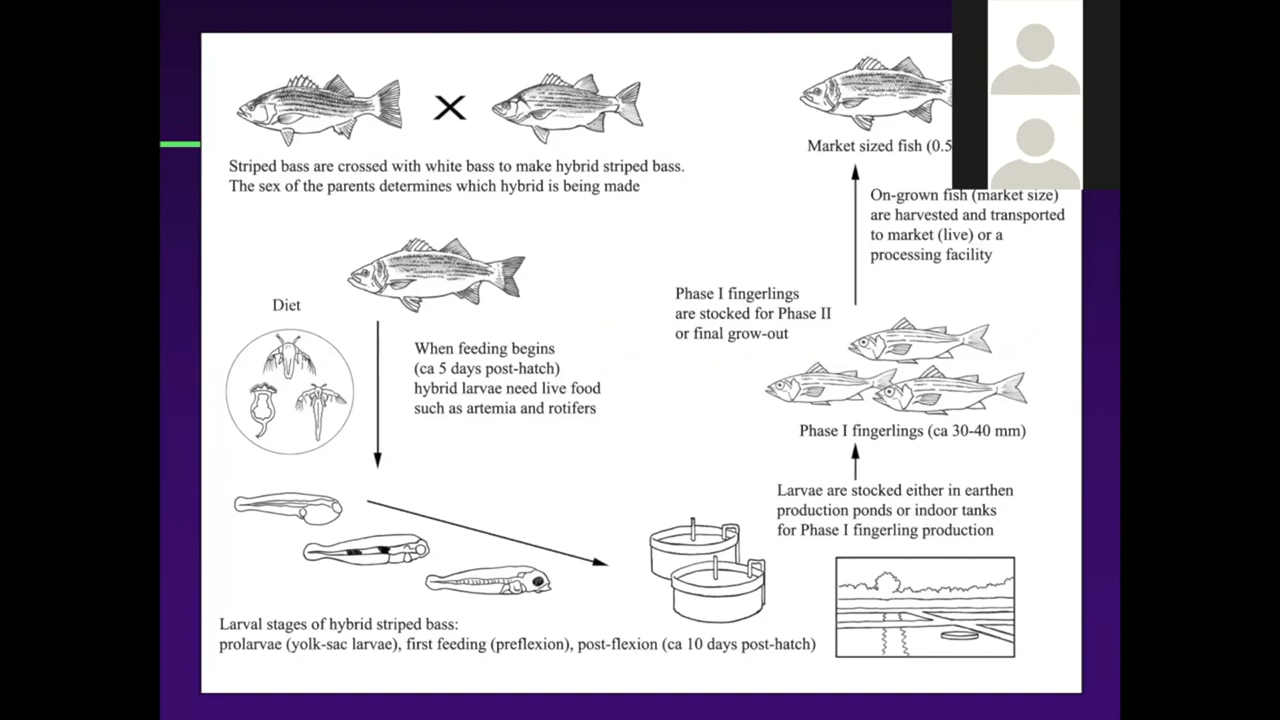 X
Striped bass are crossed with white bass to make hybrid striped bass.
The sex of the parents determines which hybrid is being made
Diet
When feeding begins
(ca 5 days post-hatch)
hybrid larvae need live food
such as artemia and rotifers
Larval stages of hybrid striped bass:
prolarvae (yolk-sac larvae), first feeding (preflexion), post-flexion (ca 10 days post-hatch)
Market sized fish (0.5
On-grown fish (market size)
are harvested and transported
to market (live) or a
processing facility
Phase I fingerlings
are stocked for Phase II
or final grow-out
Phase I fingerlings (ca 30-40 mm)
Larvae are stocked either in earthen
production ponds or indoor tanks
for Phase I fingerling production